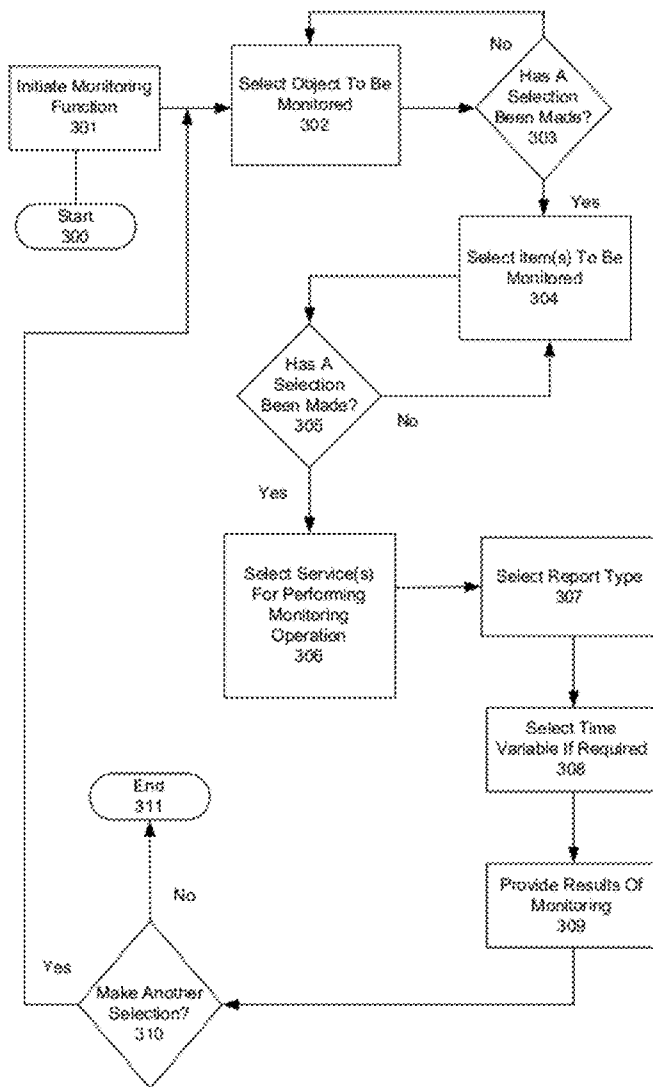 Initiate Monitoring
Function
301
Start
300
Select Object To Be
Monitored
302
No
Has A
Selection
Been Made?
303
Yes
Select Item(s) To Be
Monitored
304
Has A
Selection
Been Made?
305
No
Yes
Select Service(s)
For Performing
Monitoring
Operation
306
Select Report Type
307
Select Time
Variable If Required
308
Provide Results Of
Monitoring
309
End
311
No
Yes
Make Another
Selection?
310